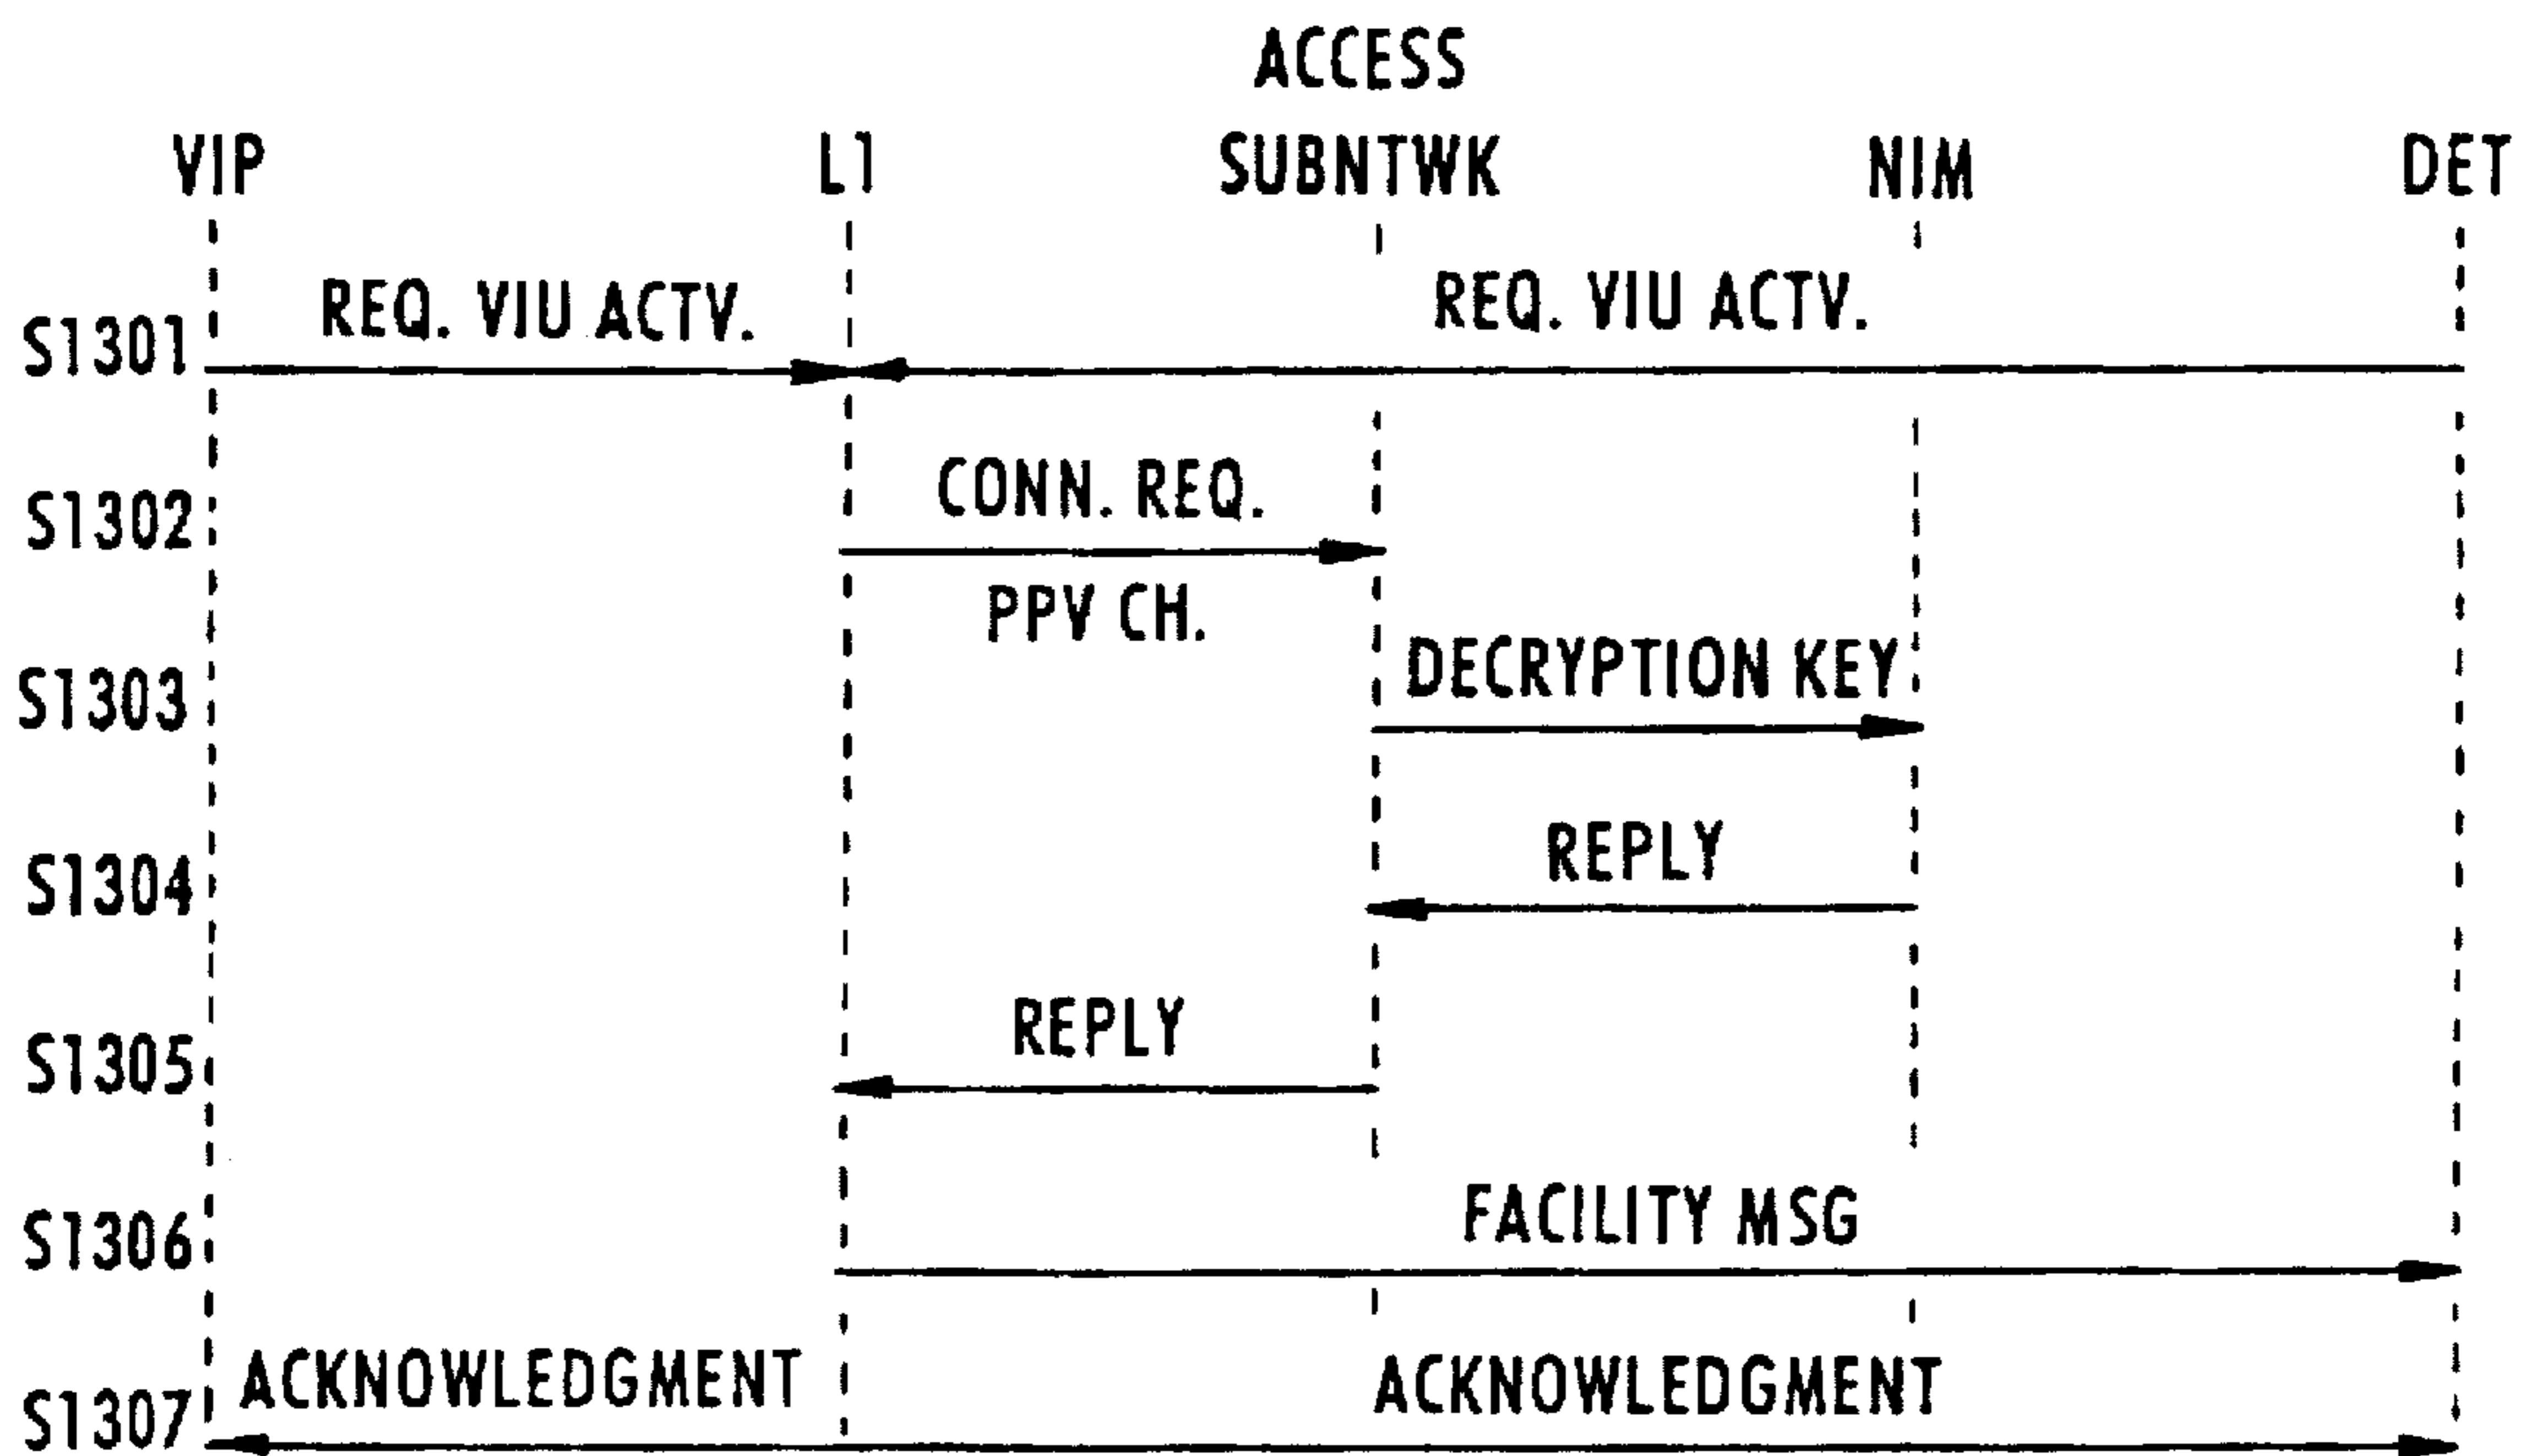 ACCESS
VIP L1 SUBNTWK NIM DET
REQ. VIU ACTV. REQ. VIU ACTV.
S1301
CONN. REQ.
S1302
PPV CH.
DECRYPTION KEY
S1303
REPLY
S1304
REPLY
S1305
FACILITY MSG
S1306
ACKNOWLEDGMENT ACKNOWLEDGMENT
S1307